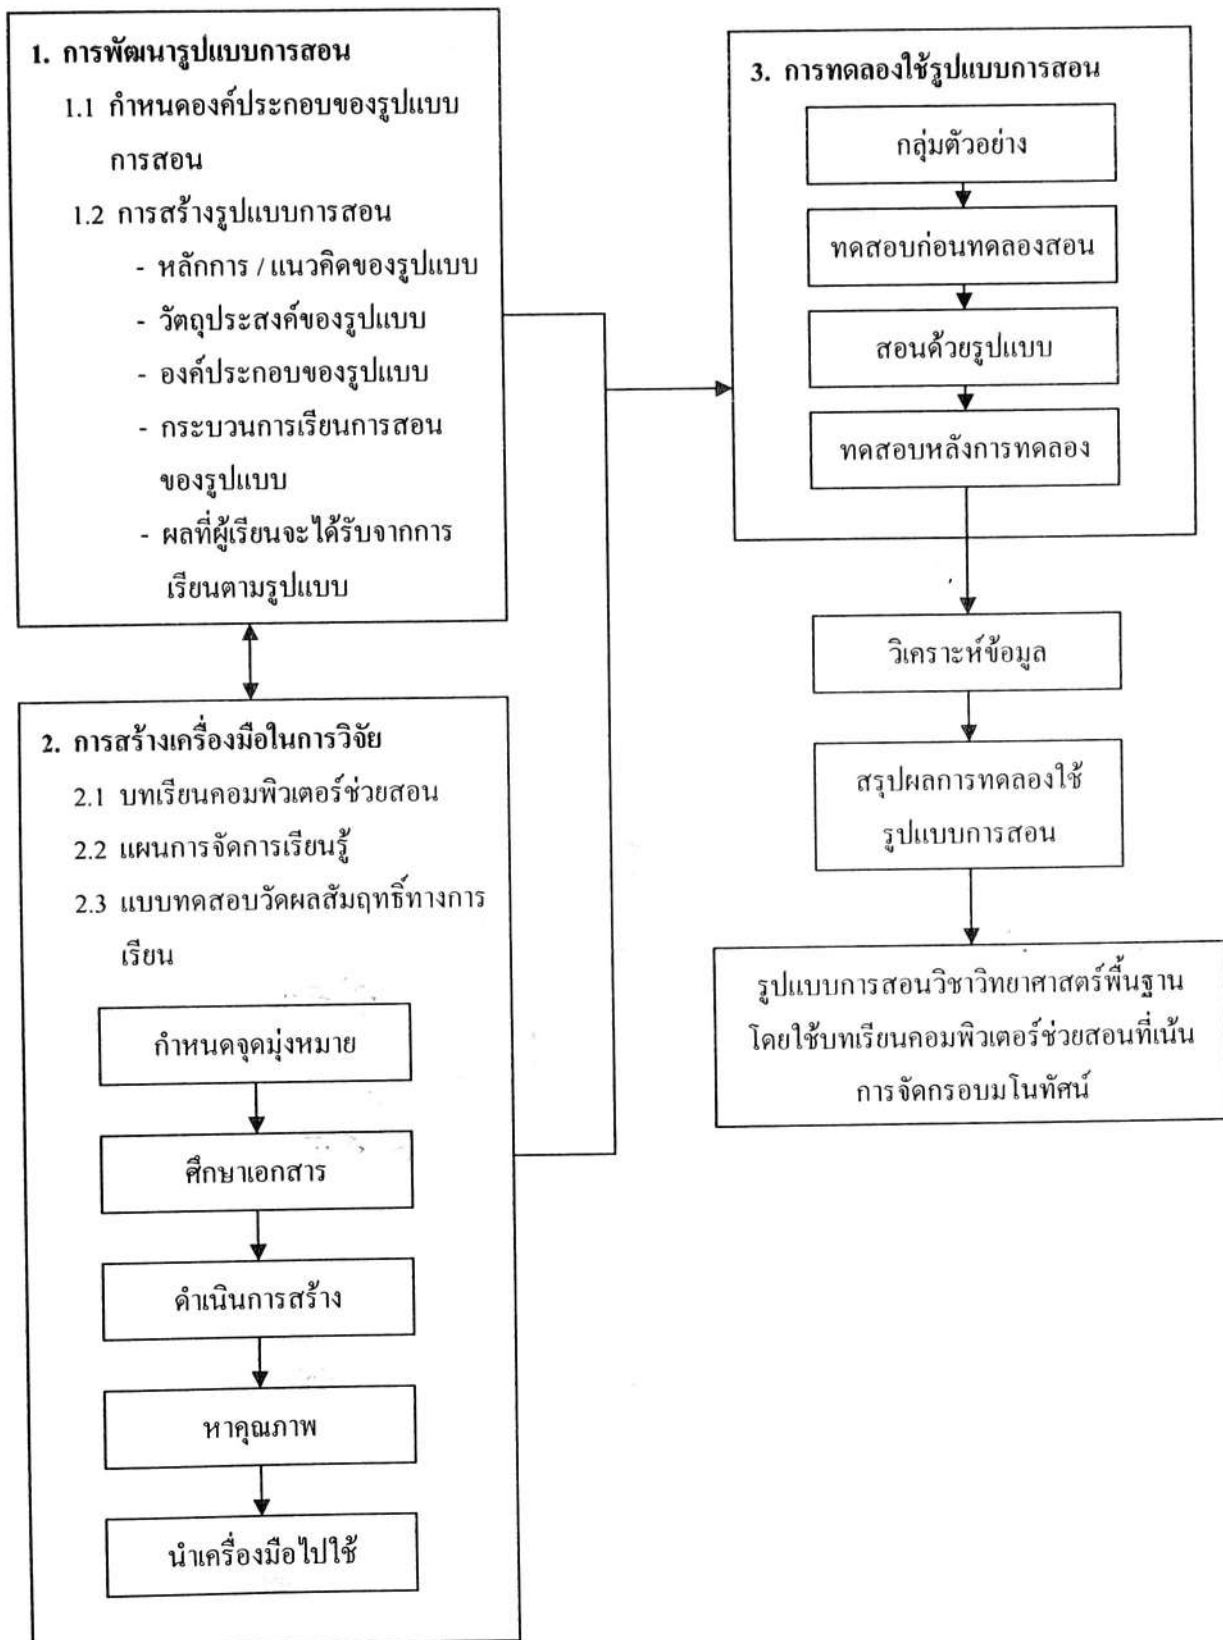 1. การพัฒนารูปแบบการสอน
1.1 กำหนดองค์ประกอบของรูปแบบ
การสอน
1.2 การสร้างรูปแบบการสอน
- หลักการ / แนวคิดของรูปแบบ
- วัตถุประสงค์ของรูปแบบ
- องค์ประกอบของรูปแบบ
- กระบวนการเรียนการสอน
ของรูปแบบ
- ผลที่ผู้เรียนจะได้รับจากการ
เรียนตามรูปแบบ
2. การสร้างเครื่องมือในการวิจัย
2.1 บทเรียนคอมพิวเตอร์ช่วยสอน
2.2 แผนการจัดการเรียนรู้
2.3 แบบทดสอบวัดผลสัมฤทธิ์ทางการ
เรียน
กำหนดจุดมุ่งหมาย
ศึกษาเอกสาร
ดำเนินการสร้าง
หาคุณภาพ
นำเครื่องมือไปใช้
3. การทดลองใช้รูปแบบการสอน
กลุ่มตัวอย่าง
ทดสอบก่อนทดลองสอน
สอนด้วยรูปแบบ
ทดสอบหลังการทดลอง
วิเคราะห์ข้อมูล
สรุปผลการทดลองใช้
รูปแบบการสอน
รูปแบบการสอนวิชาวิทยาศาสตร์พื้นฐาน
โดยใช้บทเรียนคอมพิวเตอร์ช่วยสอนที่เน้น
การจัดกรอบมโนทัศน์